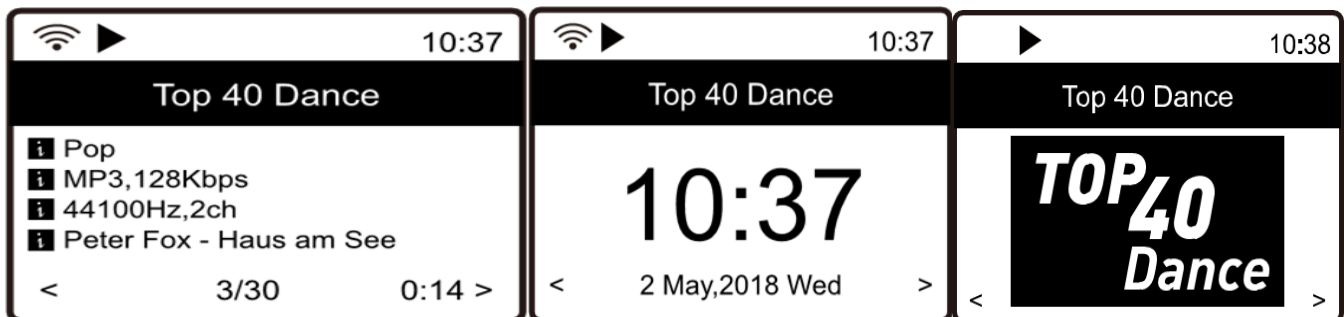 10:37
Top 40 Dance
i Pop
i MP3,128Kbps
i 44100Hz,2ch
i Peter Fox - Haus am See
< 3/30 0:14 >
10:37
Top 40 Dance
10:37
< 2 May,2018 Wed >
10:38
Top 40 Dance
TOP
40
Dance
< >